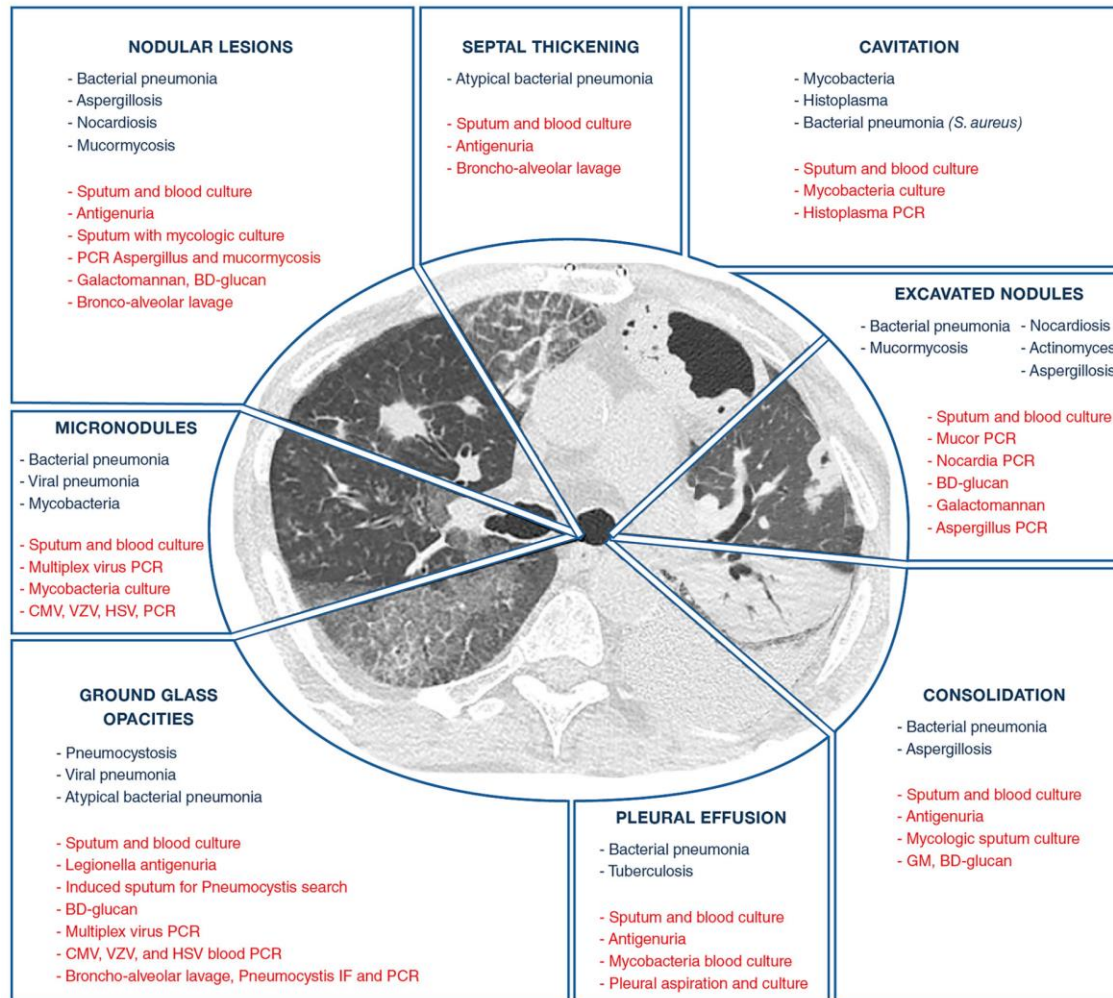 NODULAR LESIONS
- Bacterial pneumonia
- Aspergillosis
- Nocardiosis
- Mucormycosis
- Sputum and blood culture
- Antigenuria
- Sputum with mycologic culture
- PCR Aspergillus and mucormycosis
- Galactomannan, BD-glucan
- Bronco-alveolar lavage
SEPTAL THICKENING
- Atypical bacterial pneumonia
- Sputum and blood culture
- Antigenuria
- Broncho-alveolar lavage
CAVITATION
- Mycobacteria
- Histoplasma
- Bacterial pneumonia (S. aureus)
- Sputum and blood culture
- Mycobacteria culture
- Histoplasma PCR
EXCAVATED NODULES
- Bacterial pneumonia - Nocardiosis
- Mucormycosis - Actinomyces
- Aspergillosis
- Sputum and blood culture
- Mucor PCR
- Nocardia PCR
- BD-glucan
- Galactomannan
- Aspergillus PCR
MICRONODULES
- Bacterial pneumonia
- Viral pneumonia
- Mycobacteria
- Sputum and blood culture
- Multiplex virus PCR
- Mycobacteria culture
- CMV, VZV, HSV, PCR
GROUND GLASS
OPACITIES
- Pneumocystosis
- Viral pneumonia
- Atypical bacterial pneumonia
- Sputum and blood culture
- Legionella antigenuria
- Induced sputum for Pneumocystis search
- BD-glucan
- Multiplex virus PCR
- CMV, VZV, and HSV blood PCR
- Broncho-alveolar lavage, Pneumocystis IF and PCR
PLEURAL EFFUSION
- Bacterial pneumonia
- Tuberculosis
- Sputum and blood culture
- Antigenuria
- Mycobacteria blood culture
- Pleural aspiration and culture
CONSOLIDATION
- Bacterial pneumonia
- Aspergillosis
- Sputum and blood culture
- Antigenuria
- Mycologic sputum culture
- GM, BD-glucan